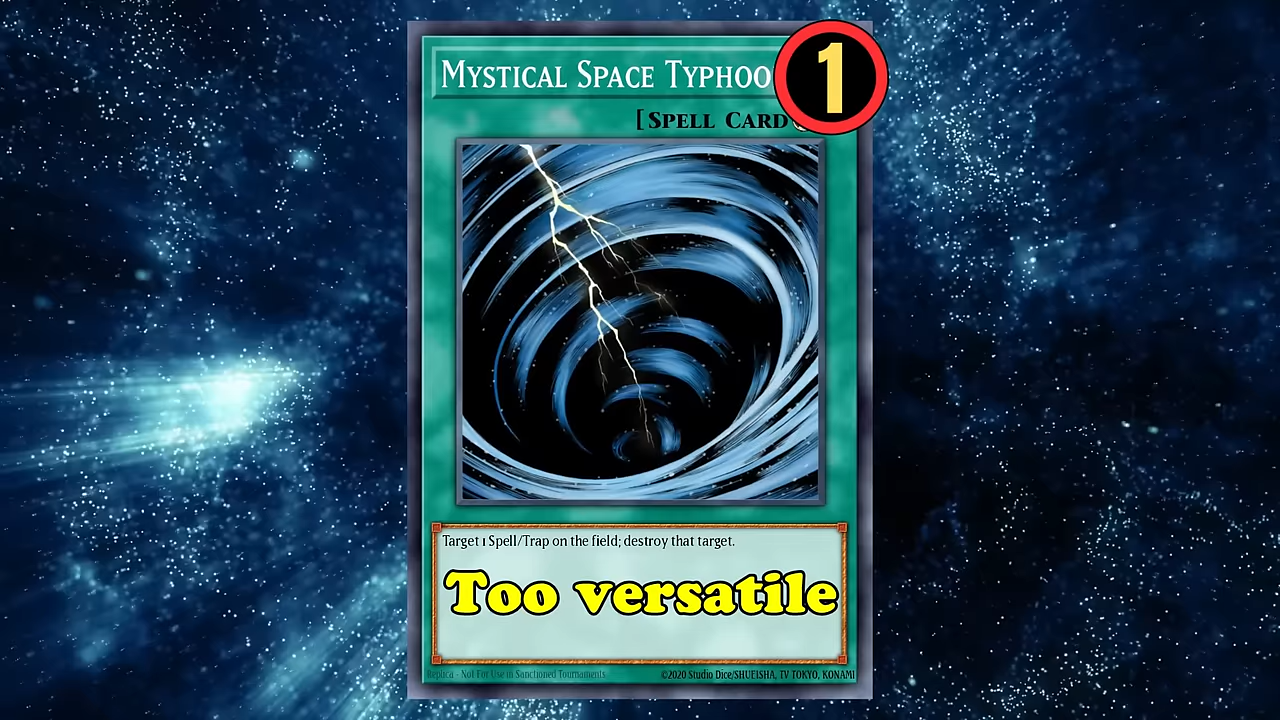 Mystical Space Typhoo
1
[Spell Card
Target 1 Spell/Trap on the field; destroy that target.
Too versatile
Replica - Not For Use in Sanctioned Tournaments
©2020 Studio Dice/SHUEISHA, TV TOKYO, KONAMI